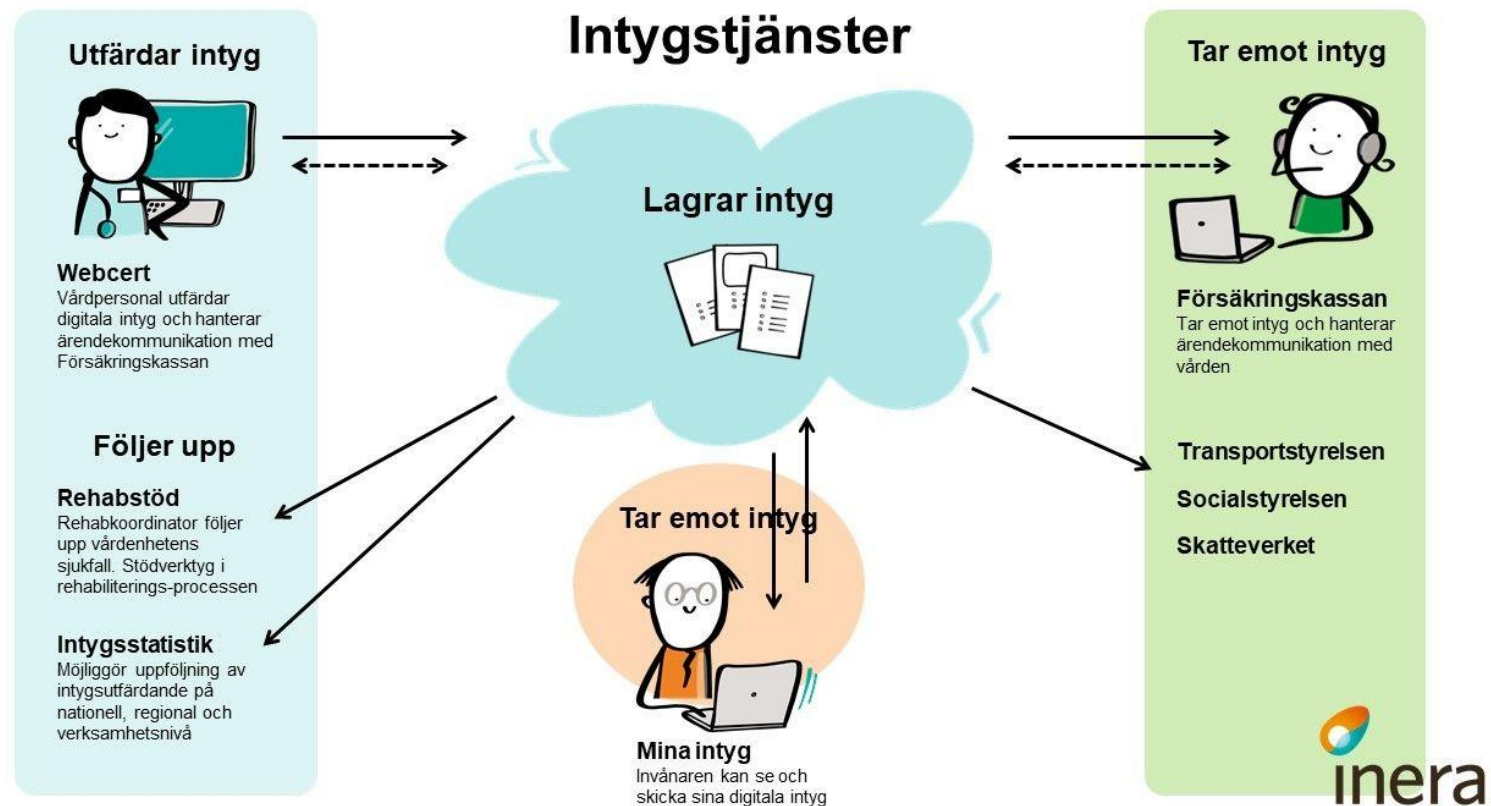 Intygstjänster
Utfärdar intyg
Webcert
Vårdpersonal utfärdar
digitala intyg och hanterar
ärendekommunikation med
Försäkringskassan
Följer upp
Rehabstöd
Rehabkoordinator följer
upp vårdenhetens
sjukfall. Stödverktyg i
rehabiliterings-processen
Intygsstatistik
Möjliggör uppföljning av
intygsutfärdande på
nationell, regional och
verksamhetsnivå
Lagrar intyg
Tar emot intyg
Mina intyg
Invånaren kan se och
skicka sina digitala intyg
Tar emot intyg
Försäkringskassan
Tar emot intyg och hanterar
ärendekommunikation med
vården
Transportstyrelsen
Socialstyrelsen
Skatteverket
inera